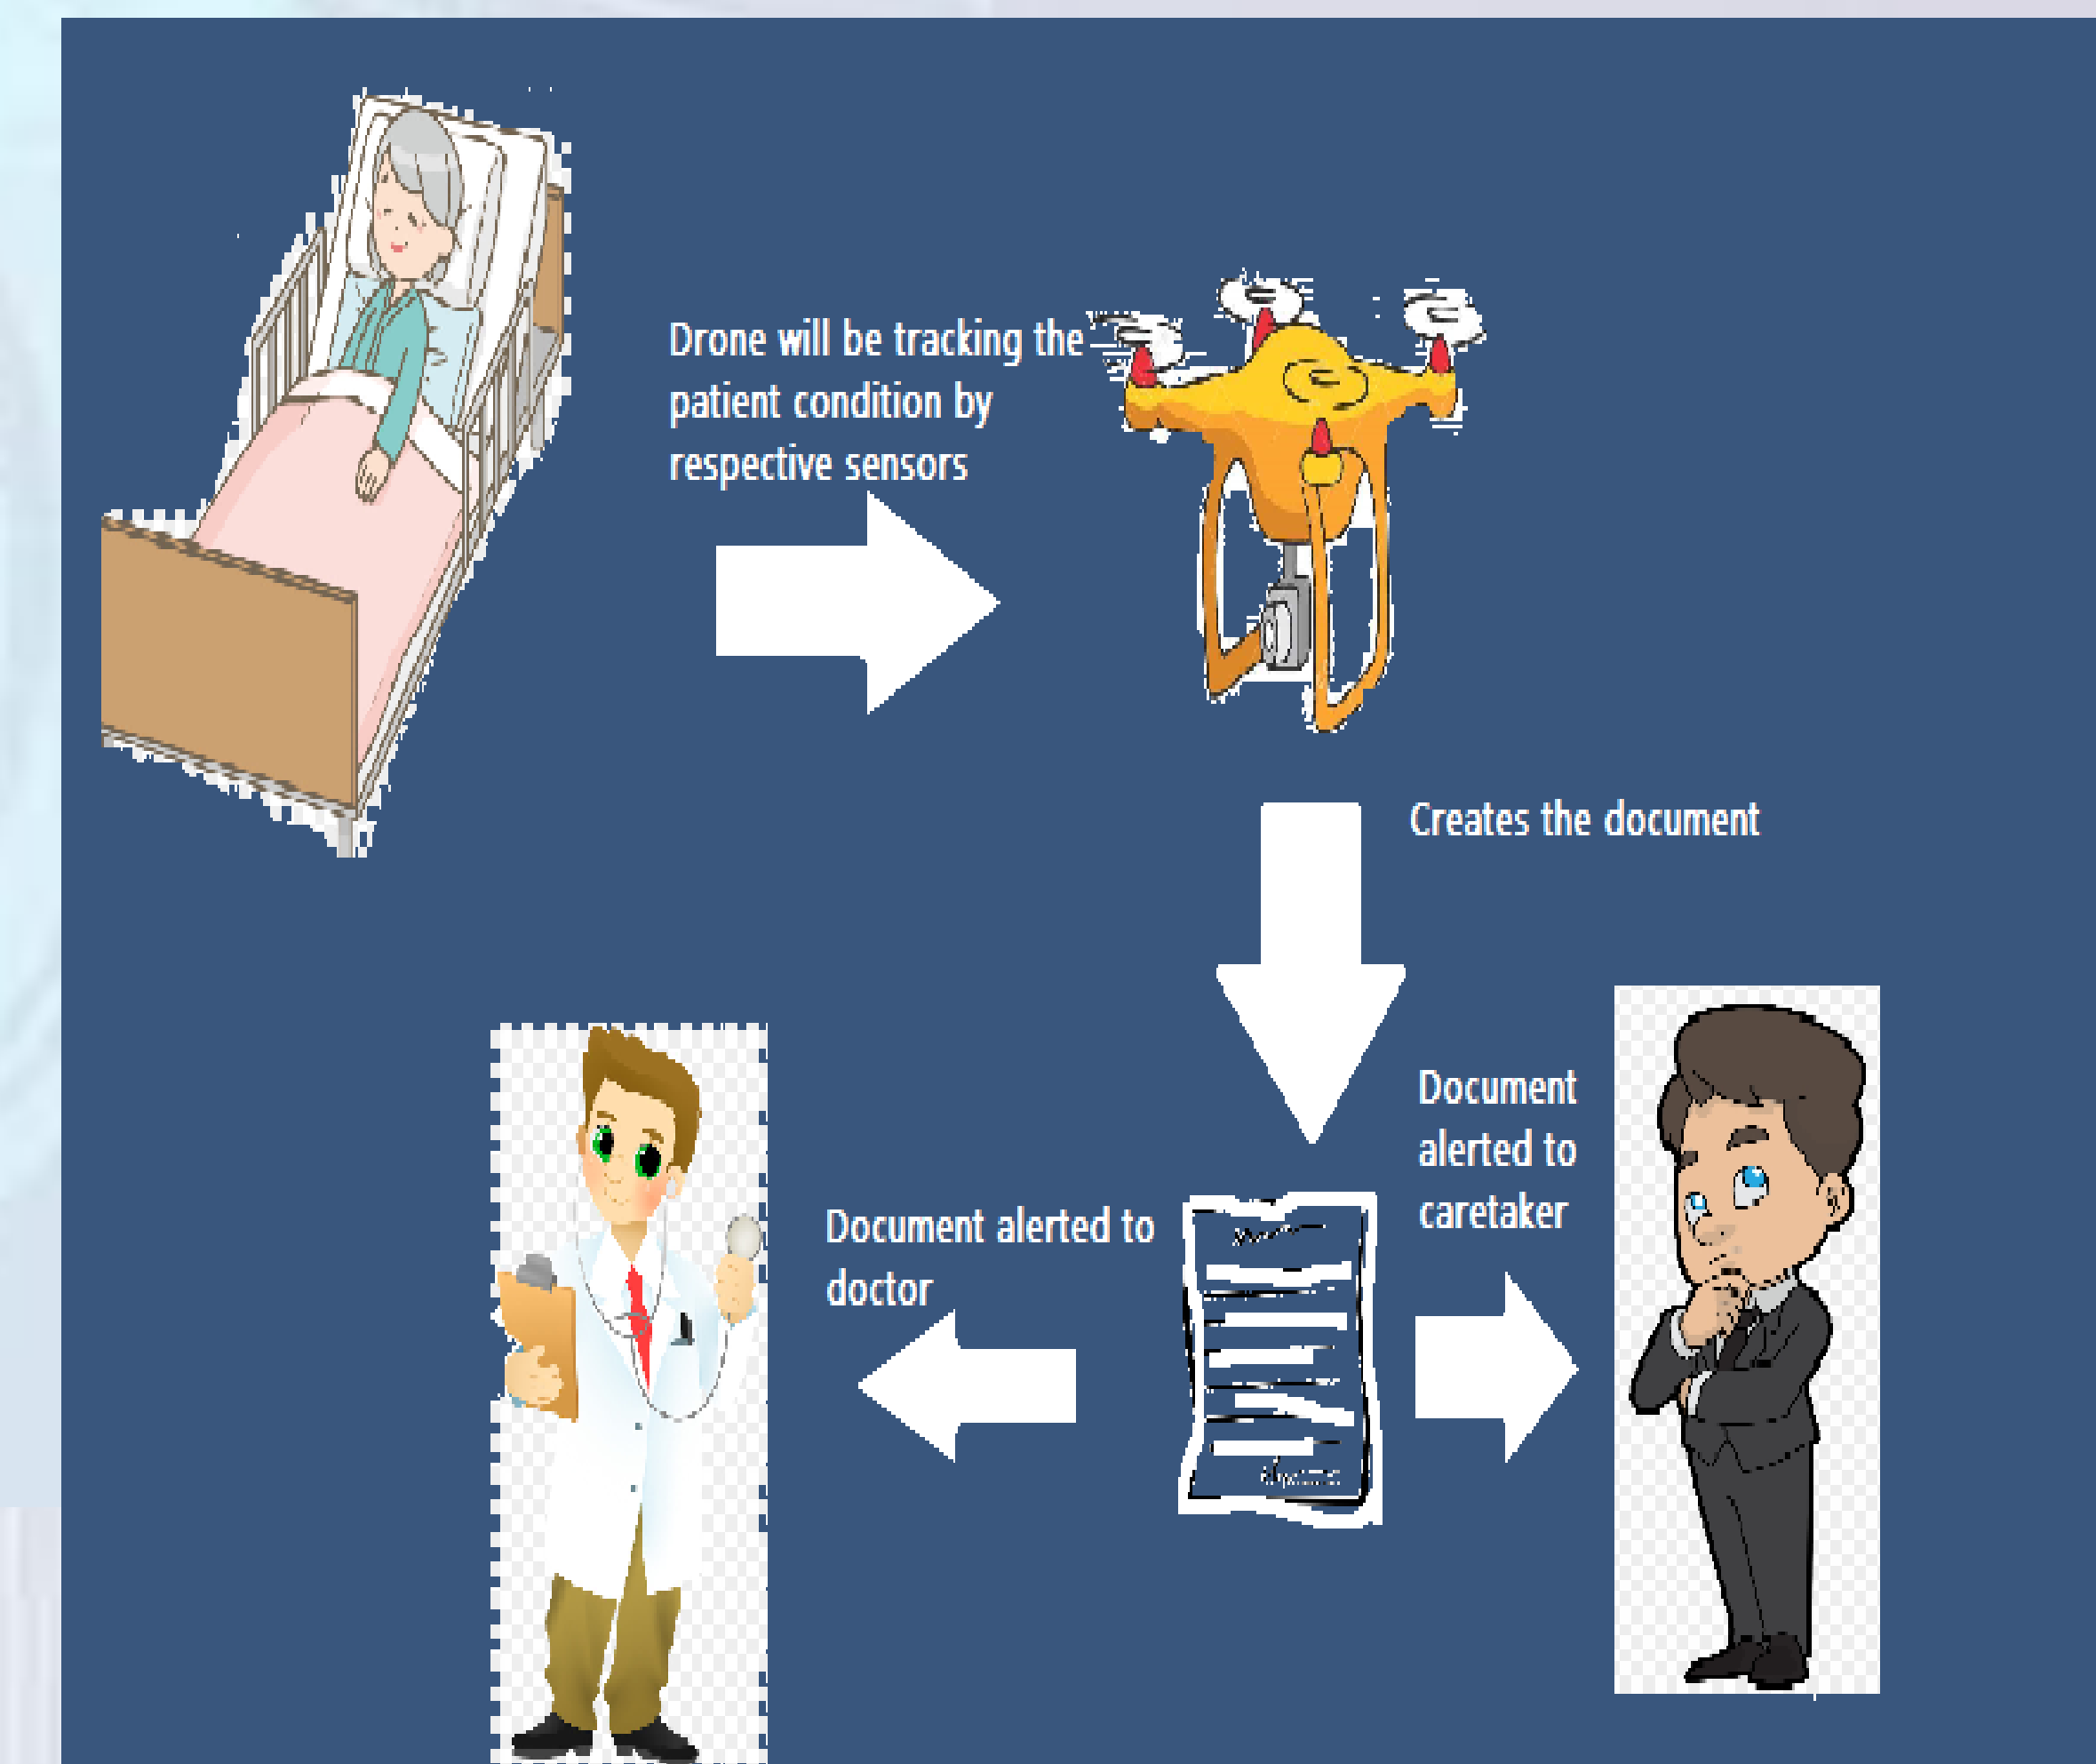 Drone will be tracking the
patient condition by
respective sensors
Creates the document
Document
alerted to
caretaker
Document alerted to
doctor